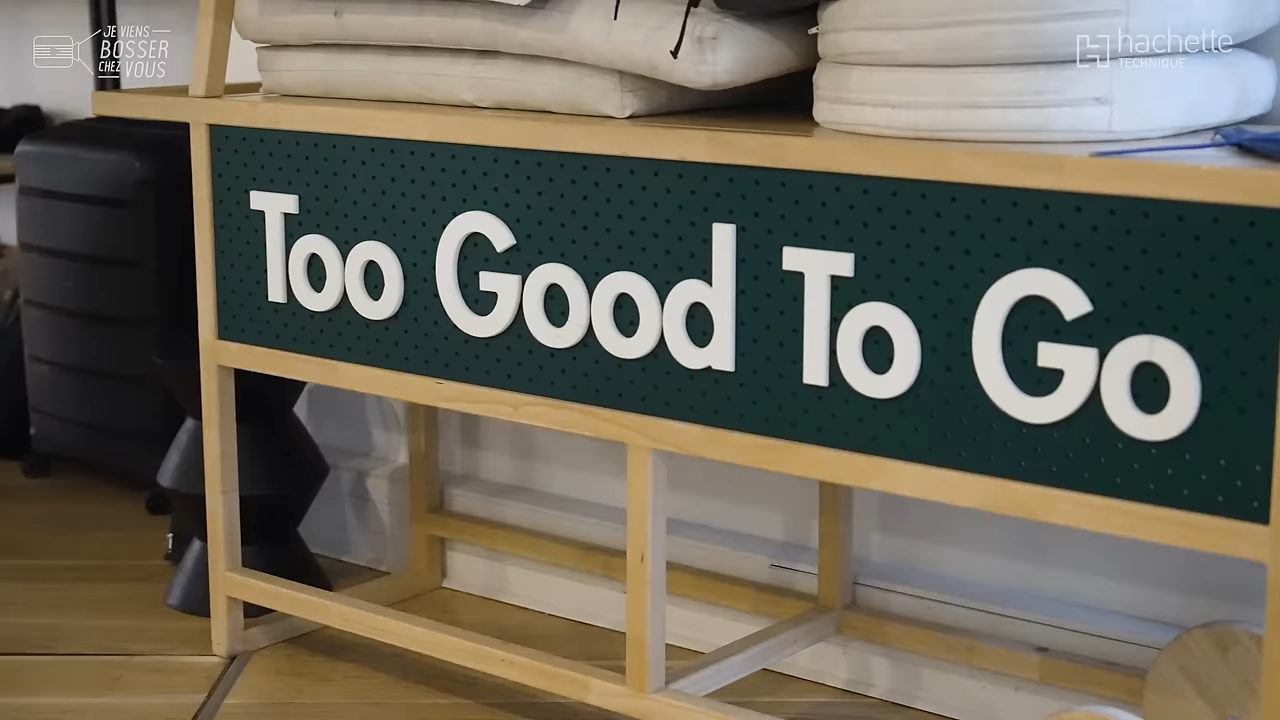 JE VIENS
BOSSER
CHEZ VOUS
hachette
TECHNIQUE
Too Good To Go